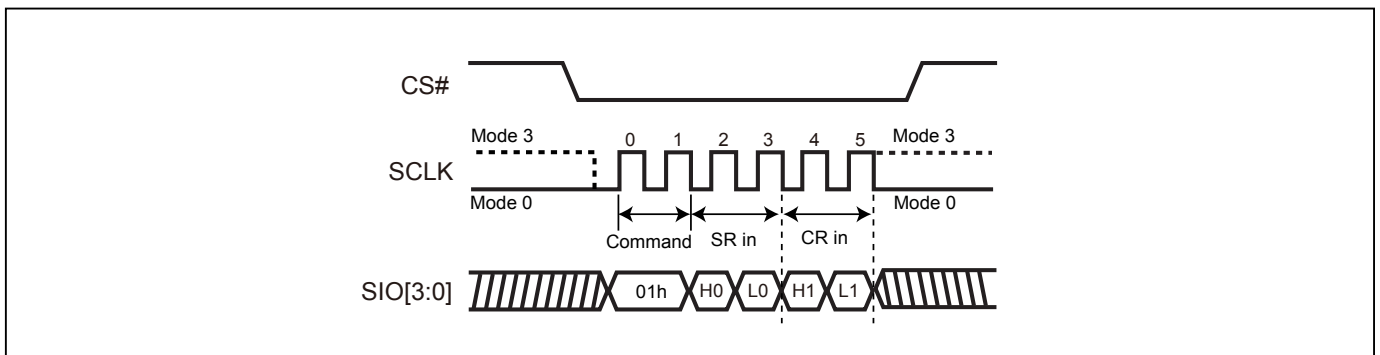 CS#
Mode 3 0 1 2 3 4 5 Mode 3
SCLK
Mode 0 Mode 0
Command SR in CR in
SIO[3:0] 01h H0 L0 H1 L1